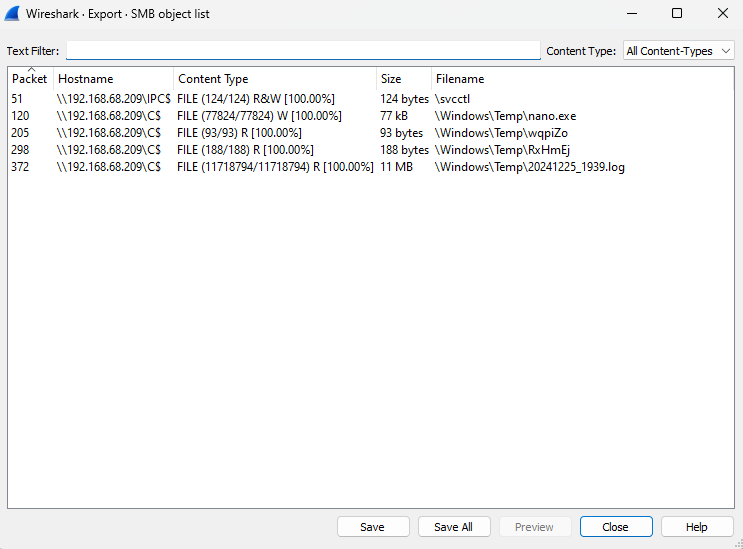 Wireshark · Export · SMB object list
Text Filter: Content Type: All Content-Types
Packet Hostname Content Type Size Filename
51 \\192.168.68.209\IPC$ FILE (124/124) R&W [100.00%] 124 bytes \svcctl
120 \\192.168.68.209\C$ FILE (77824/77824) W [100.00%] 77 kB \Windows\Temp\nano.exe
205 \\192.168.68.209\C$ FILE (93/93) R [100.00%] 93 bytes \Windows\Temp\wqpiZo
298 \\192.168.68.209\C$ FILE (188/188) R [100.00%] 188 bytes \Windows\Temp\RxHmEj
372 \\192.168.68.209\C$ FILE (11718794/11718794) R [100.00%] 11 MB \Windows\Temp\20241225_1939.log
Save Save All Preview Close Help